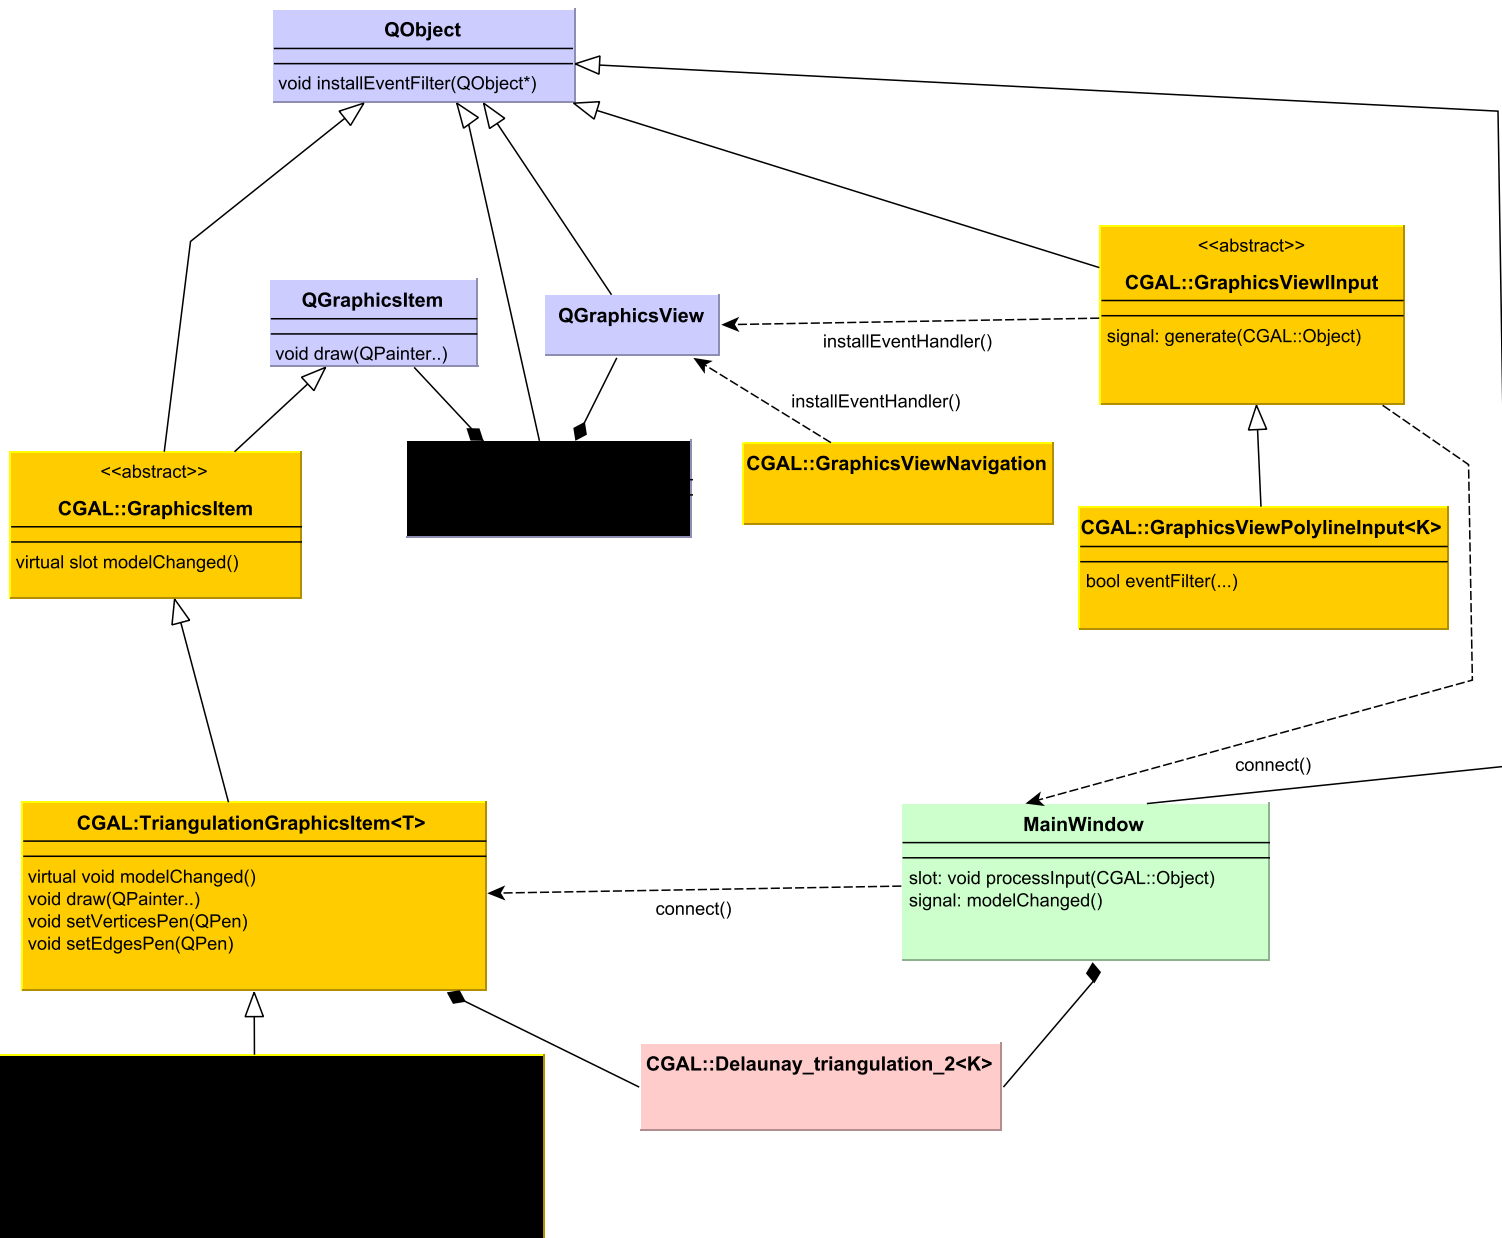 QObject
void installEventFilter(QObject*)
<<abstract>>
CGAL::GraphicsViewIInput
signal: generate(CGAL::Object)
QGraphicsItem
void draw(QPainter..)
QGraphicsView
installEventHandler()
installEventHandler()
CGAL::GraphicsViewNavigation
<<abstract>>
CGAL::GraphicsItem
virtual slot modelChanged()
CGAL::GraphicsViewPolylineInput<K>
bool eventFilter(...)
connect()
CGAL:TriangulationGraphicsItem<T>
virtual void modelChanged()
void draw(QPainter..)
void setVerticesPen(QPen)
void setEdgesPen(QPen)
connect()
MainWindow
slot: void processInput(CGAL::Object)
signal: modelChanged()
CGAL::Delaunay_triangulation_2<K>